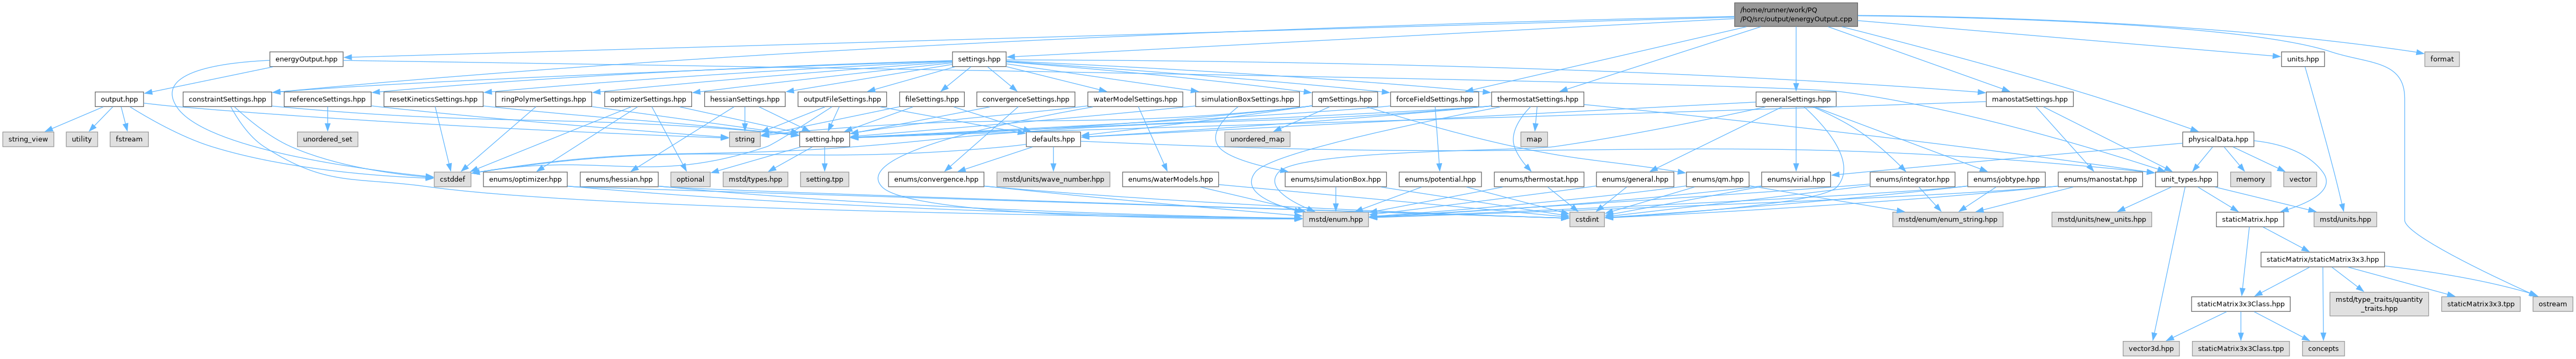 /home/runner/work/PQ
/PQ/src/output/energyOutput.cpp
energyOutput.hpp
settings.hpp
units.hpp
format
output.hpp
constraintSettings.hpp
referenceSettings.hpp
resetKineticsSettings.hpp
ringPolymerSettings.hpp
optimizerSettings.hpp
hessianSettings.hpp
outputFileSettings.hpp
fileSettings.hpp
convergenceSettings.hpp
waterModelSettings.hpp
simulationBoxSettings.hpp
qmSettings.hpp
forceFieldSettings.hpp
thermostatSettings.hpp
generalSettings.hpp
manostatSettings.hpp
string_view
utility
fstream
unordered_set
string
setting.hpp
defaults.hpp
unordered_map
map
physicalData.hpp
cstddef
enums/optimizer.hpp
enums/hessian.hpp
optional
mstd/types.hpp
setting.tpp
enums/convergence.hpp
mstd/units/wave_number.hpp
enums/waterModels.hpp
enums/simulationBox.hpp
enums/potential.hpp
enums/thermostat.hpp
enums/general.hpp
enums/qm.hpp
enums/virial.hpp
enums/integrator.hpp
enums/jobtype.hpp
enums/manostat.hpp
unit_types.hpp
memory
vector
mstd/enum.hpp
cstdint
mstd/enum/enum_string.hpp
mstd/units/new_units.hpp
staticMatrix.hpp
mstd/units.hpp
staticMatrix/staticMatrix3x3.hpp
staticMatrix3x3Class.hpp
mstd/type_traits/quantity
_traits.hpp
staticMatrix3x3.tpp
ostream
vector3d.hpp
staticMatrix3x3Class.tpp
concepts